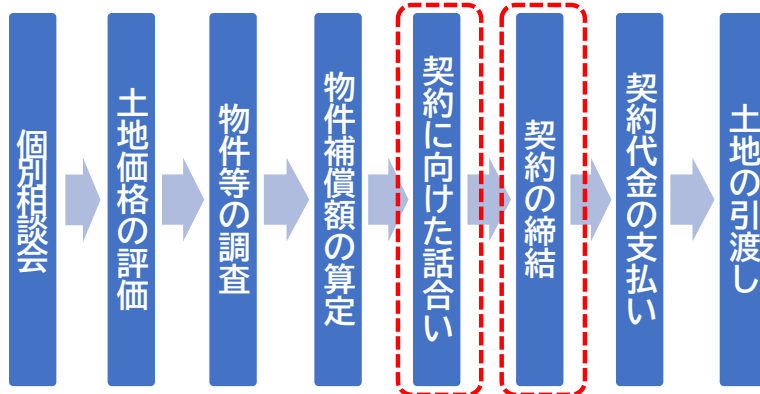 個別相談会
土地価格の評価
物件等の調査
物件補償額の算定
契約に向けた話合い
契約の締結
契約代金の支払い
土地の引渡し